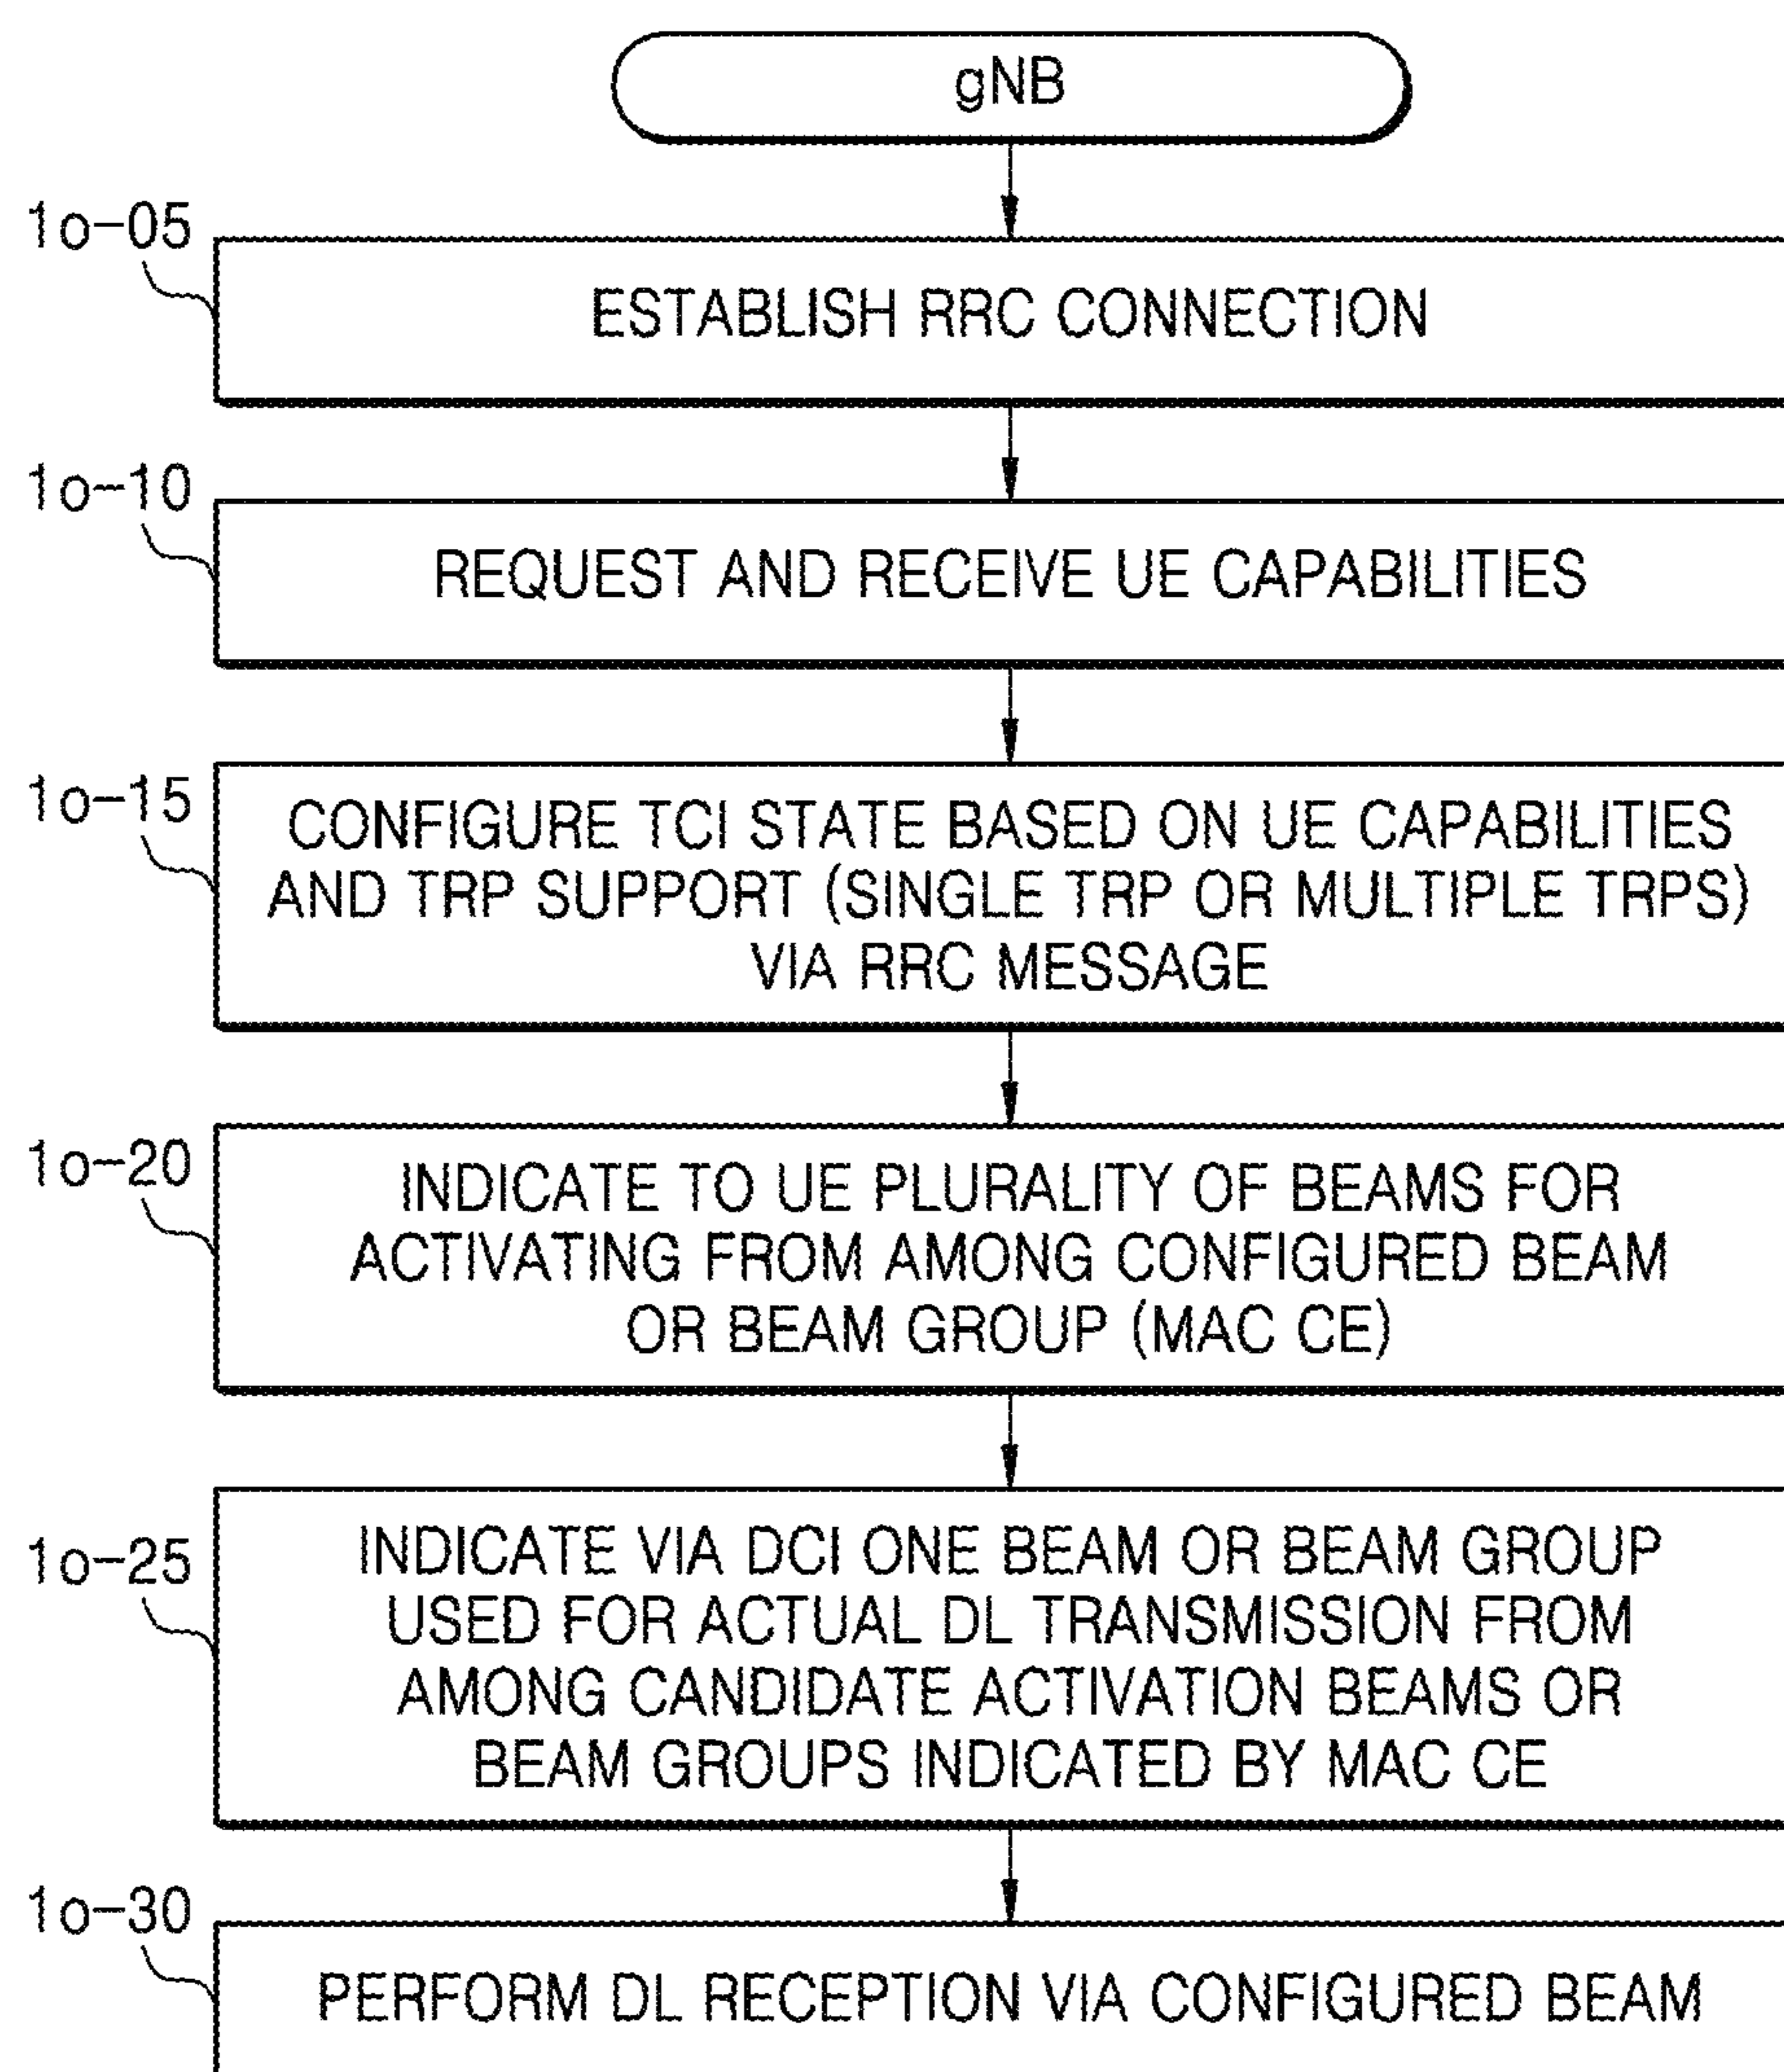 gNB
1o-05
ESTABLISH RRC CONNECTION
1o-10
REQUEST AND RECEIVE UE CAPABILITIES
1o-15
CONFIGURE TCI STATE BASED ON UE CAPABILITIES
AND TRP SUPPORT (SINGLE TRP OR MULTIPLE TRPS)
VIA RRC MESSAGE
1o-20
INDICATE TO UE PLURALITY OF BEAMS FOR
ACTIVATING FROM AMONG CONFIGURED BEAM
OR BEAM GROUP (MAC CE)
1o-25
INDICATE VIA DCI ONE BEAM OR BEAM GROUP
USED FOR ACTUAL DL TRANSMISSION FROM
AMONG CANDIDATE ACTIVATION BEAMS OR
BEAM GROUPS INDICATED BY MAC CE
1o-30
PERFORM DL RECEPTION VIA CONFIGURED BEAM